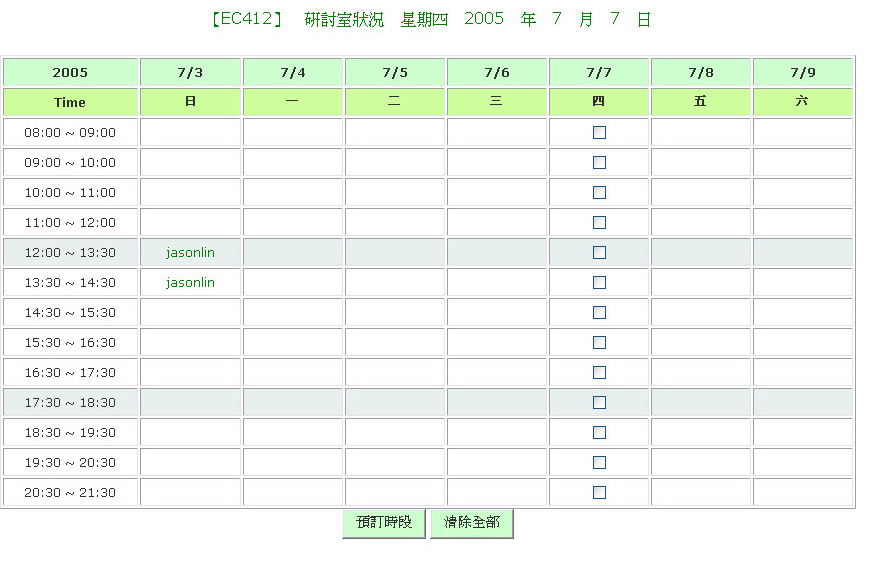 【EC412】 研討室狀況 星期四 2005 年 7 月 7 日
2005 7/3 7/4 7/5 7/6 7/7 7/8 7/9
Time 日 一 二 三 四 五 六
08:00 ~ 09:00
09:00 ~ 10:00
10:00 ~ 11:00
11:00 ~ 12:00
12:00 ~ 13:30 jasonlin
13:30 ~ 14:30 jasonlin
14:30 ~ 15:30
15:30 ~ 16:30
16:30 ~ 17:30
17:30 ~ 18:30
18:30 ~ 19:30
19:30 ~ 20:30
20:30 ~ 21:30
預訂時段 清除全部